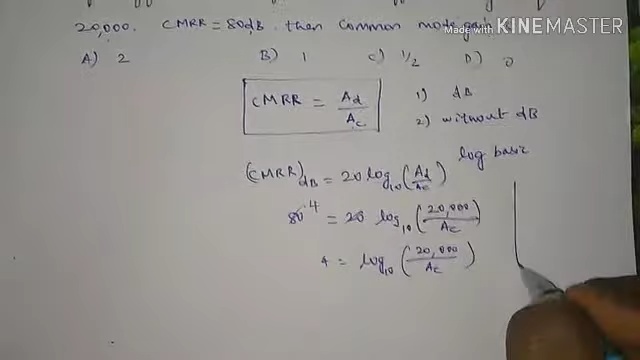 Made with KINEMASTER
20,000. CMRR = 80dB. then Common mode gain
A) 2 B) 1 C) 1/2 D) 0
CMRR = Ad/Ac
1) dB
2) without dB
log basic
(CMRR)dB = 20 log10 (Ad/Ac)
80 4 = 20 log10 (20,000/Ac)
4 = log10 (20,000/Ac)